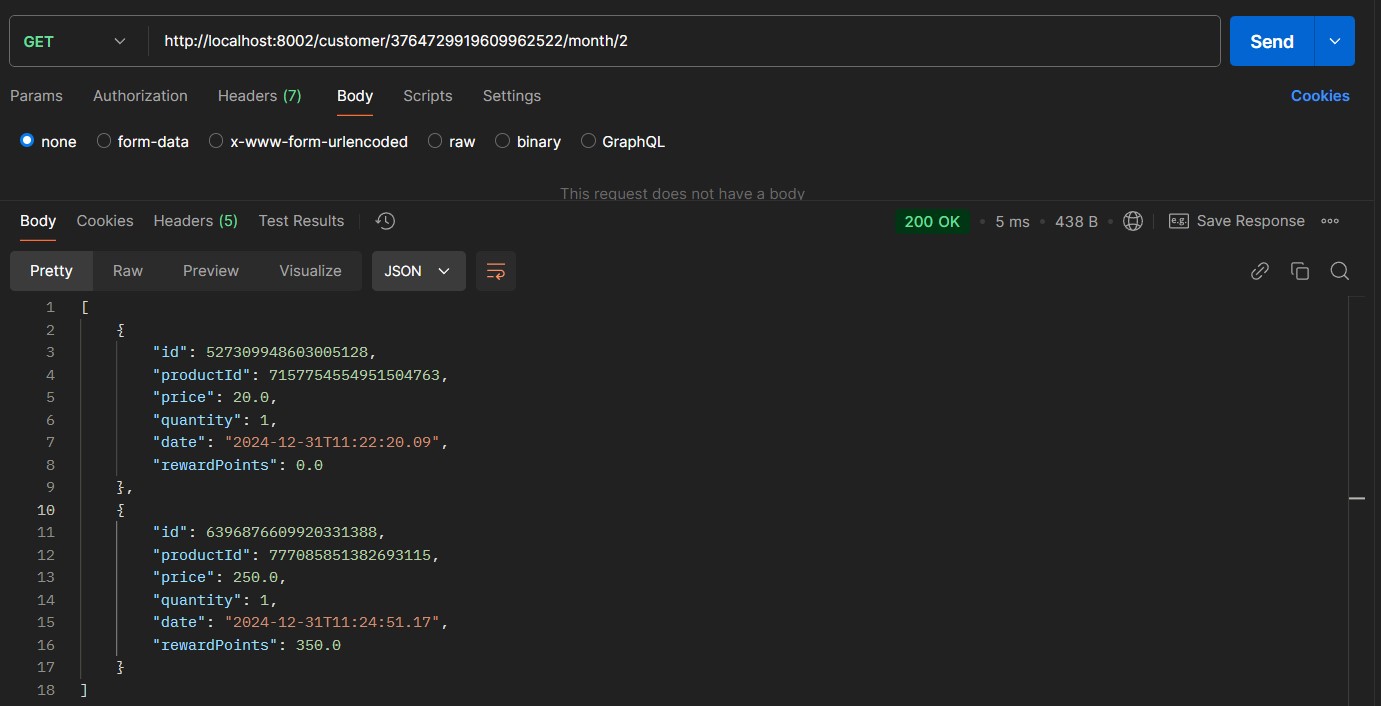 GET http://localhost:8002/customer/3764729919609962522/month/2 Send
Params Authorization Headers (7) Body Scripts Settings Cookies
none form-data x-www-form-urlencoded raw binary GraphQL
This request does not have a body
Body Cookies Headers (5) Test Results 200 OK • 5 ms • 438 B • e.g. Save Response
Pretty Raw Preview Visualize JSON
1 [
2 {
3 "id": 527309948603005128,
4 "productId": 7157754554951504763,
5 "price": 20.0,
6 "quantity": 1,
7 "date": "2024-12-31T11:22:20.09",
8 "rewardPoints": 0.0
9 },
10 {
11 "id": 6396876609920331388,
12 "productId": 777085851382693115,
13 "price": 250.0,
14 "quantity": 1,
15 "date": "2024-12-31T11:24:51.17",
16 "rewardPoints": 350.0
17 }
18 ]